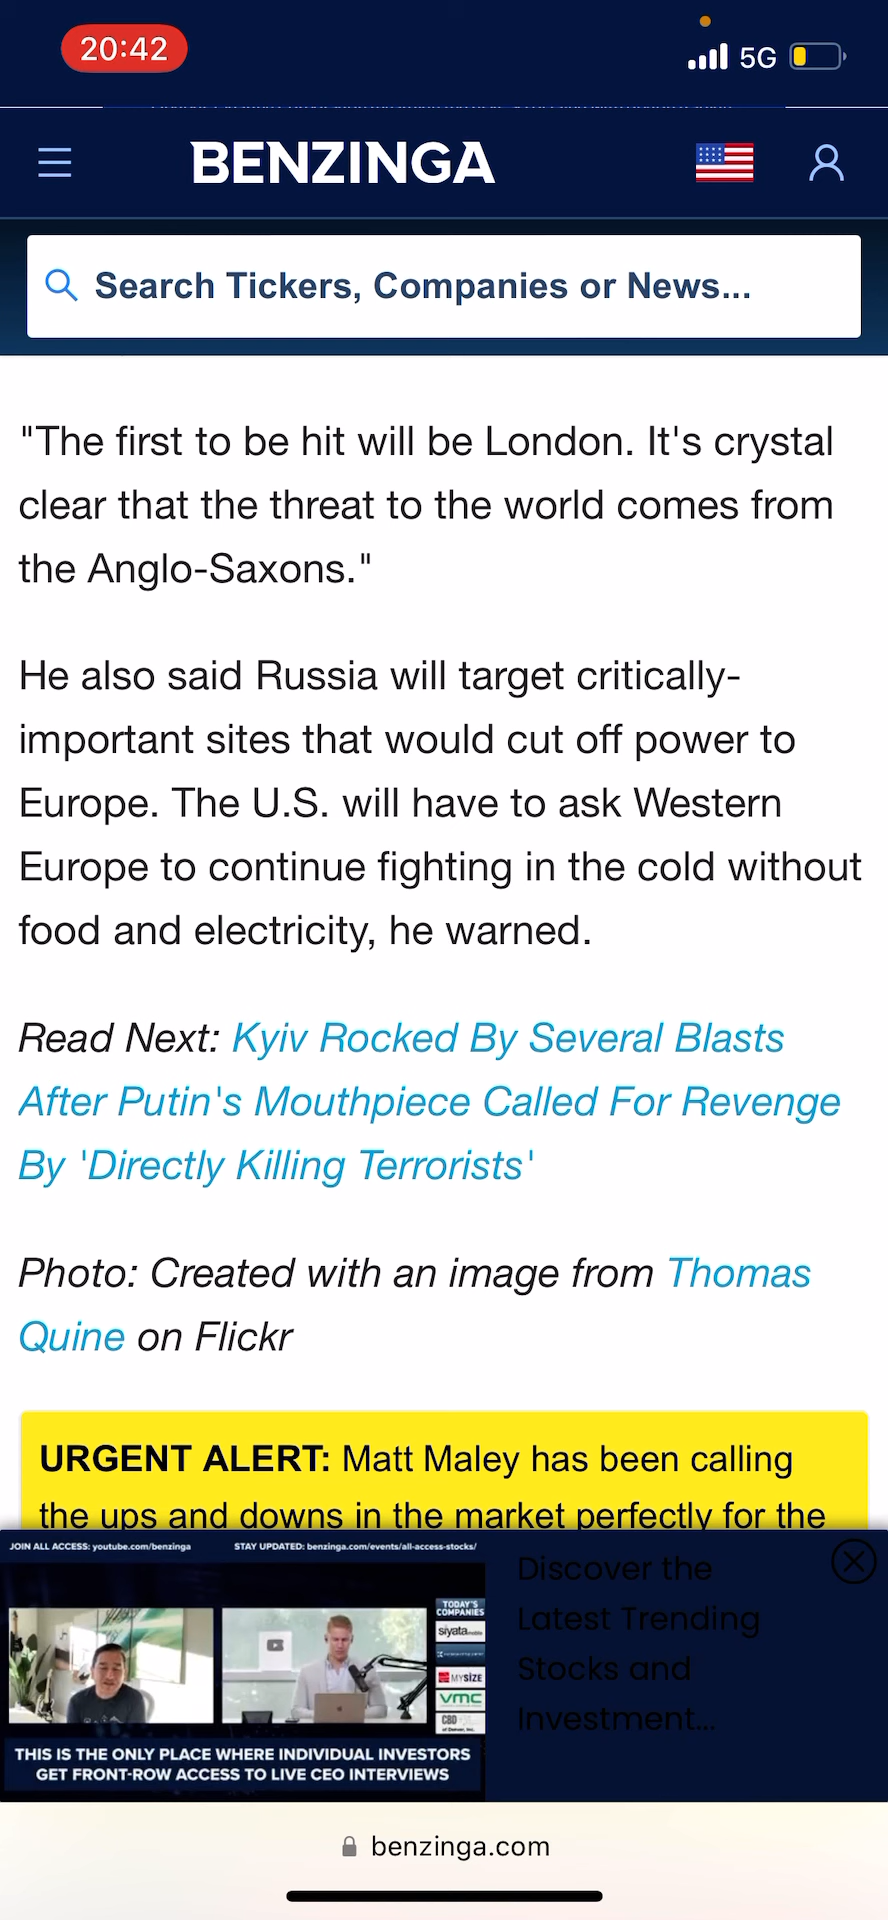 20:42
5G
BENZINGA
Search Tickers, Companies or News...
"The first to be hit will be London. It's crystal
clear that the threat to the world comes from
the Anglo-Saxons."
He also said Russia will target critically-
important sites that would cut off power to
Europe. The U.S. will have to ask Western
Europe to continue fighting in the cold without
food and electricity, he warned.
Read Next: Kyiv Rocked By Several Blasts
After Putin's Mouthpiece Called For Revenge
By 'Directly Killing Terrorists'
Photo: Created with an image from Thomas
Quine on Flickr
URGENT ALERT: Matt Maley has been calling
the ups and downs in the market perfectly for the
JOIN ALL ACCESS: youtube.com/benzinga
STAY UPDATED: benzinga.com/events/all-access-stocks/
TODAY'S
COMPANIES
siyata
MYSIZE
VMC
CBD
of Denver, Inc.
THIS IS THE ONLY PLACE WHERE INDIVIDUAL INVESTORS
GET FRONT-ROW ACCESS TO LIVE CEO INTERVIEWS
Discover the
Latest Trending
Stocks and
Investment...
benzinga.com